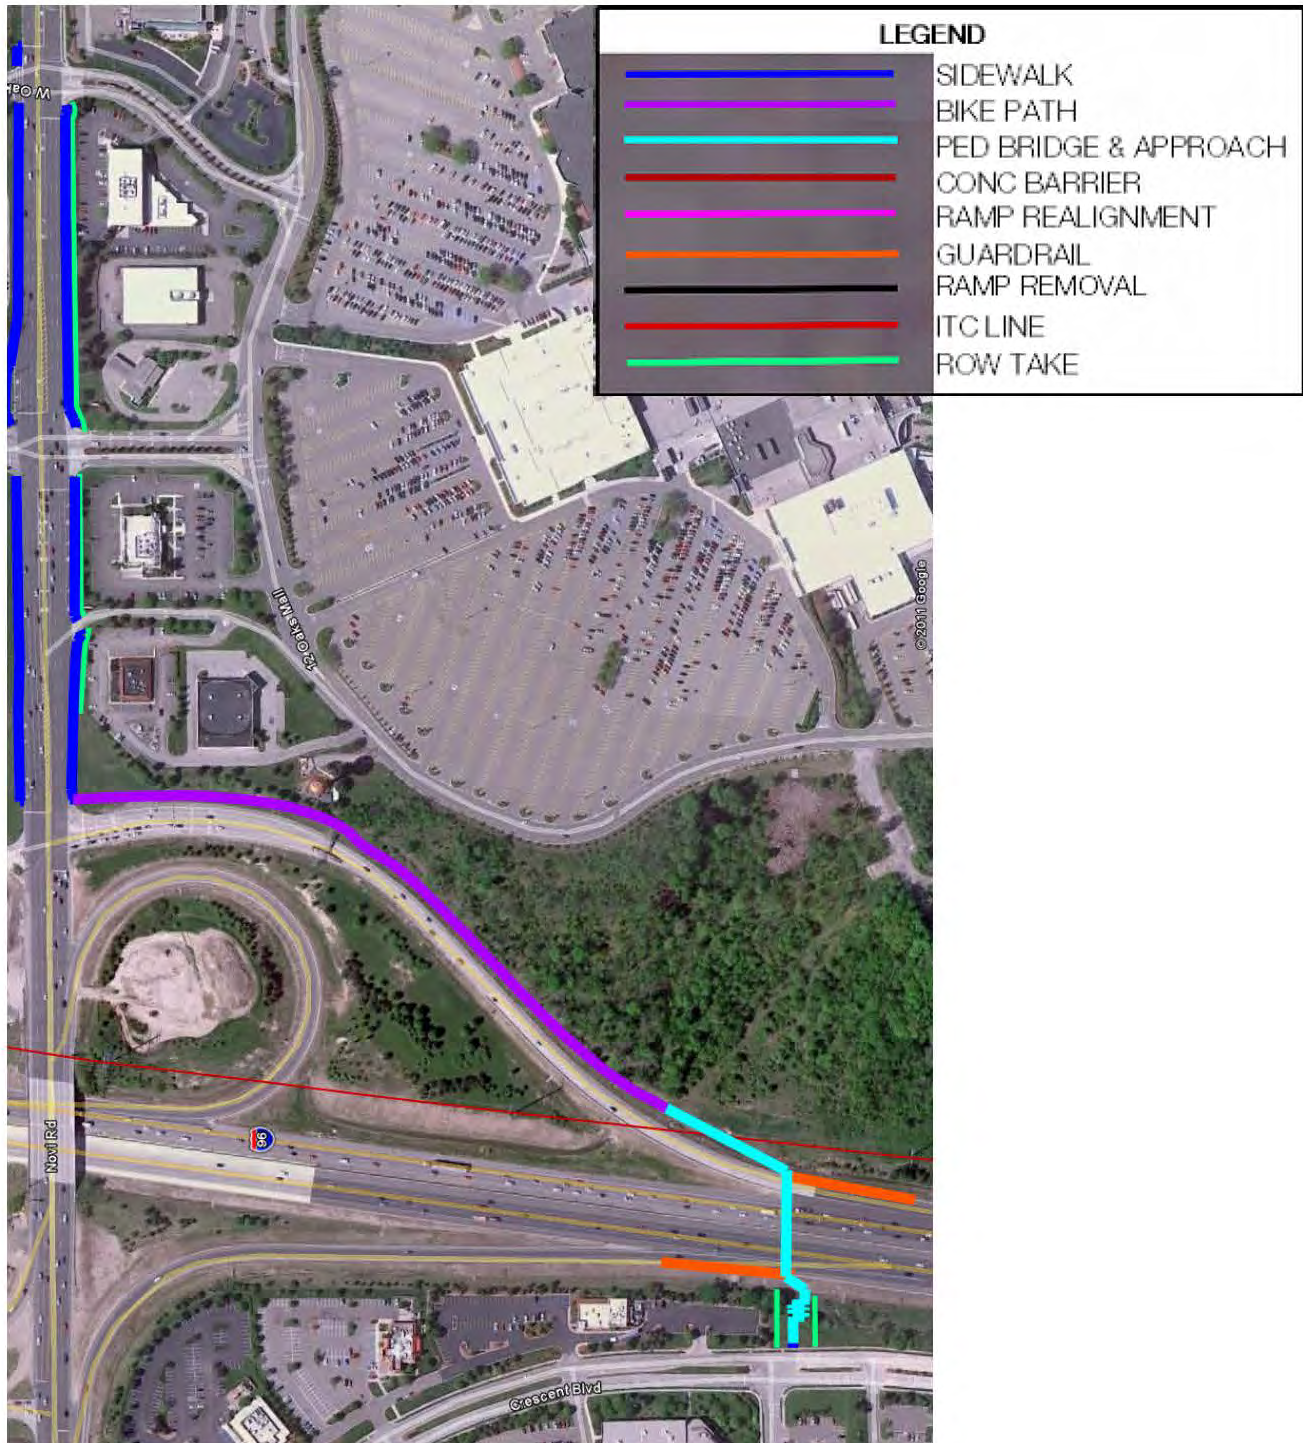 LEGEND
SIDEWALK
BIKE PATH
PED BRIDGE & APPROACH
CONC BARRIER
RAMP REALIGNMENT
GUARDRAIL
RAMP REMOVAL
ITC LINE
ROW TAKE
W Oa
12 Oaks Mall
© 2011 Google
96
Novi Rd
Crescent Blvd